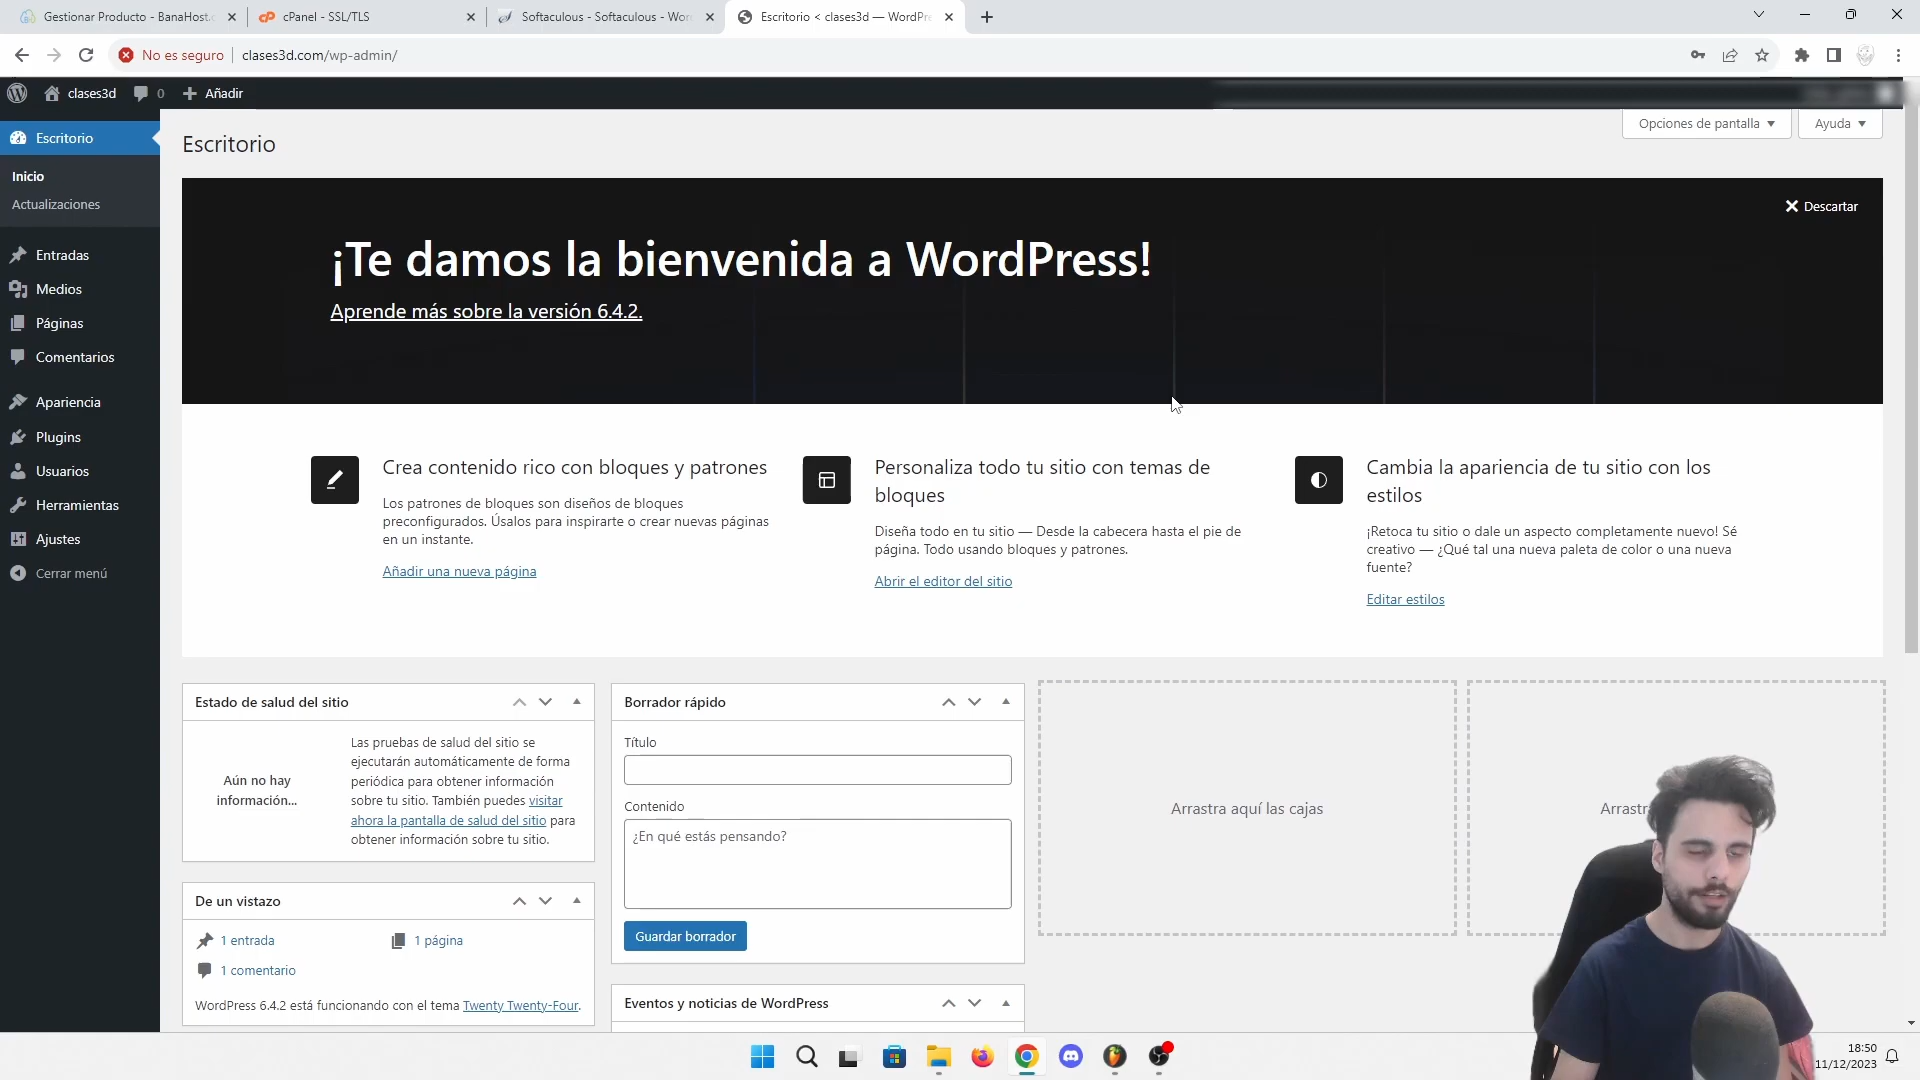 Gestionar Producto - BanaHost.c
cPanel - SSL/TLS
Softaculous - Softaculous - Wor
Escritorio < clases3d — WordPre
No es seguro
clases3d.com/wp-admin/
clases3d
0
Añadir
Opciones de pantalla
Ayuda
Escritorio
Inicio
Actualizaciones
Entradas
Medios
Páginas
Comentarios
Apariencia
Plugins
Usuarios
Herramientas
Ajustes
Cerrar menú
Escritorio
Descartar
¡Te damos la bienvenida a WordPress!
Aprende más sobre la versión 6.4.2.
Crea contenido rico con bloques y patrones
Los patrones de bloques son diseños de bloques
preconfigurados. Úsalos para inspirarte o crear nuevas páginas
en un instante.
Añadir una nueva página
Personaliza todo tu sitio con temas de
bloques
Diseña todo en tu sitio — Desde la cabecera hasta el pie de
página. Todo usando bloques y patrones.
Abrir el editor del sitio
Cambia la apariencia de tu sitio con los
estilos
¡Retoca tu sitio o dale un aspecto completamente nuevo! Sé
creativo — ¿Qué tal una nueva paleta de color o una nueva
fuente?
Editar estilos
Estado de salud del sitio
Aún no hay
información...
Las pruebas de salud del sitio se
ejecutarán automáticamente de forma
periódica para obtener información
sobre tu sitio. También puedes visitar
ahora la pantalla de salud del sitio para
obtener información sobre tu sitio.
De un vistazo
1 entrada
1 página
1 comentario
WordPress 6.4.2 está funcionando con el tema Twenty Twenty-Four.
Borrador rápido
Título
Contenido
¿En qué estás pensando?
Guardar borrador
Eventos y noticias de WordPress
Arrastra aquí las cajas
Arrastr
18:50
11/12/2023